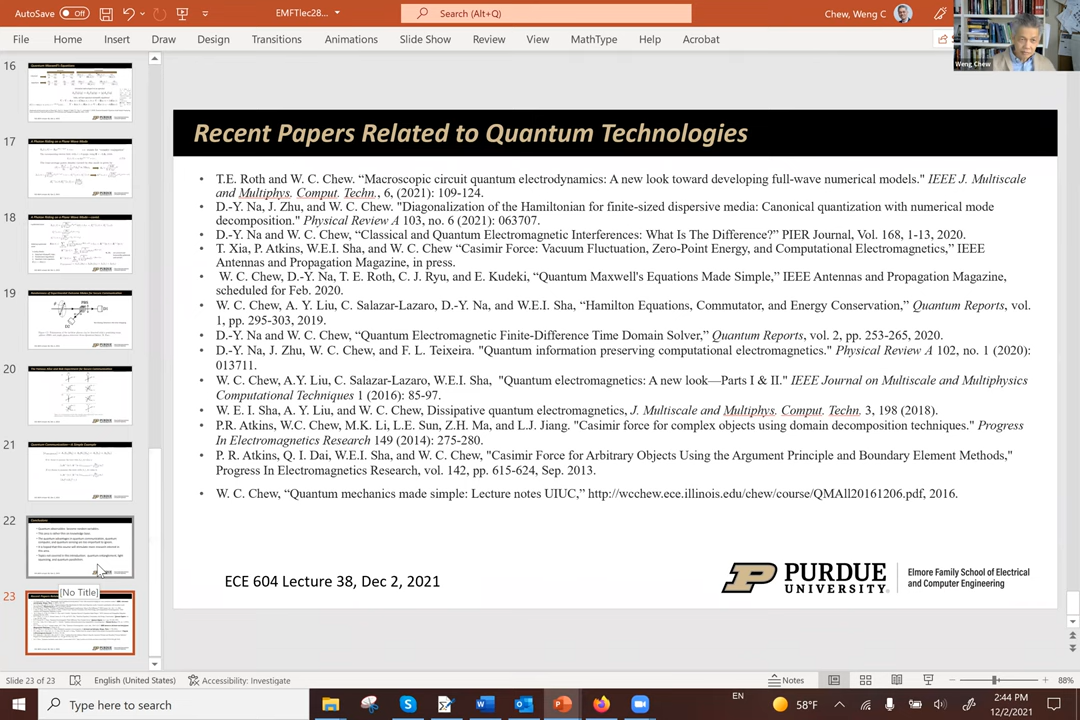 AutoSave Off
EMFTlec28...
Search (Alt+Q)
Chew, Weng C
File Home Insert Draw Design Transitions Animations Slide Show Review View MathType Help Acrobat
Weng Chew
16
Quantum Maxwell's Equations
17
A Photon Riding on a Plane-Wave Mode
18
19
20
21
Quantum Communication—A Simple Example
22
Conclusion
[No Title]
23
Recent Papers Related to Quantum Technologies
• T.E. Roth and W. C. Chew. “Macroscopic circuit quantum electrodynamics: A new look toward developing full-wave numerical models." IEEE J. Multiscale
and Multiphys. Comput. Techn., 6, (2021): 109-124.
• D.-Y. Na, J. Zhu, and W. C. Chew. "Diagonalization of the Hamiltonian for finite-sized dispersive media: Canonical quantization with numerical mode
decomposition." Physical Review A 103, no. 6 (2021): 063707.
• D.-Y. Na and W. C. Chew, “Classical and Quantum Electromagnetic Interferences: What Is The Difference?” PIER Journal, Vol. 168, 1-13, 2020.
• T. Xia, P. Atkins, W.E.I. Sha, and W. C. Chew “Casimir Force: Vacuum Fluctuation, Zero-Point Energy, and Computational Electromagnetics,” IEEE
Antennas and Propagation Magazine, in press.
• W. C. Chew, D.-Y. Na, T. E. Roth, C. J. Ryu, and E. Kudeki, “Quantum Maxwell's Equations Made Simple,” IEEE Antennas and Propagation Magazine,
scheduled for Feb. 2020.
• W. C. Chew, A. Y. Liu, C. Salazar-Lazaro, D.-Y. Na, and W.E.I. Sha, “Hamilton Equations, Commutator, and Energy Conservation,” Quantum Reports, vol.
1, pp. 295-303, 2019.
• D.-Y. Na and W. C. Chew, “Quantum Electromagnetic Finite-Difference Time Domain Solver,” Quantum Reports, vol. 2, pp. 253-265, 2020.
• D.-Y. Na, J. Zhu, W. C. Chew, and F. L. Teixeira. "Quantum information preserving computational electromagnetics." Physical Review A 102, no. 1 (2020):
013711.
• W. C. Chew, A.Y. Liu, C. Salazar-Lazaro, W.E.I. Sha, "Quantum electromagnetics: A new look—Parts I & II." IEEE Journal on Multiscale and Multiphysics
Computational Techniques 1 (2016): 85-97.
• W. E. I. Sha, A. Y. Liu, and W. C. Chew, Dissipative quantum electromagnetics, J. Multiscale and Multiphys. Comput. Techn. 3, 198 (2018).
• P.R. Atkins, W.C. Chew, M.K. Li, L.E. Sun, Z.H. Ma, and L.J. Jiang. "Casimir force for complex objects using domain decomposition techniques." Progress
In Electromagnetics Research 149 (2014): 275-280.
• P. R. Atkins, Q. I. Dai, W.E.I. Sha, and W. C. Chew, "Casimir Force for Arbitrary Objects Using the Argument Principle and Boundary Element Methods,"
Progress In Electromagnetics Research, vol. 142, pp. 615-624, Sep. 2013.
• W. C. Chew, “Quantum mechanics made simple: Lecture notes UIUC,” http://wcchew.ece.illinois.edu/chew/course/QMAll20161206.pdf, 2016.
ECE 604 Lecture 38, Dec 2, 2021
PURDUE
UNIVERSITY
Elmore Family School of Electrical
and Computer Engineering
Slide 23 of 23 English (United States) Accessibility: Investigate Notes 88%
Type here to search
58°F
EN
2:44 PM
12/2/2021